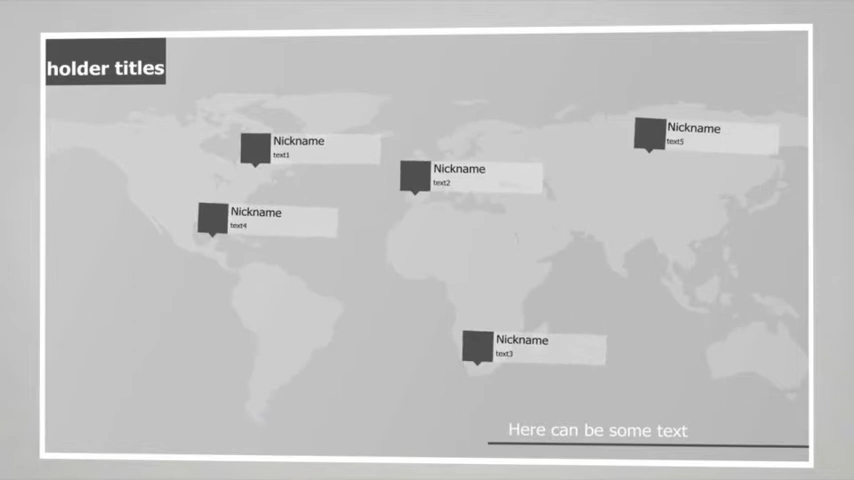 holder titles
Nickname
text1
Nickname
text2
Nickname
text5
Nickname
text4
Nickname
text3
Here can be some text